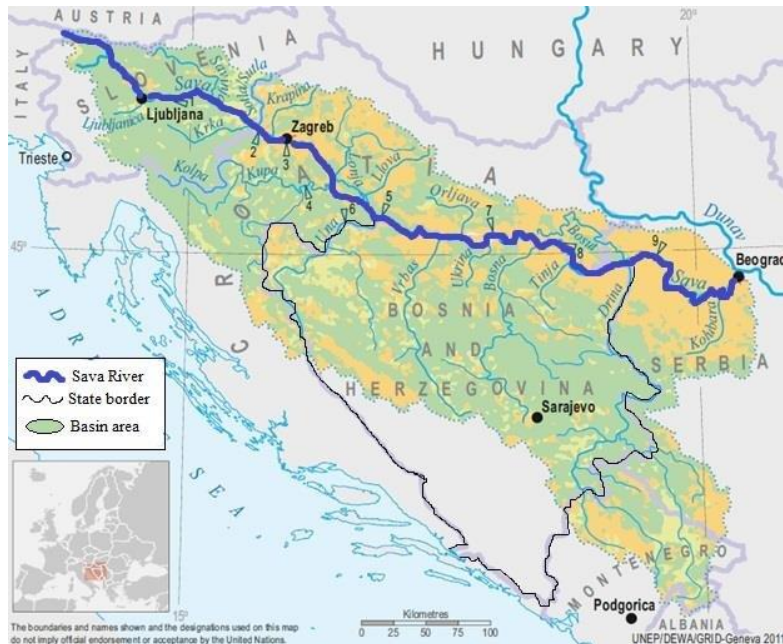 AUSTRIA
20°
HUNGARY
ITALY
SLOVENIA
Savinja
Sutla
Krapina
Sava
1
Ljubljana
Ljubljanica
Krka
2
Zagreb
3
Trieste
Kolpa
Kupa
Lonja
Ilova
CROATIA
4
Orljava
5
6
7
Una
Dunav
45°
Bosut
8
9
Beograd
Vrbas
Ukrina
Bosna
Tinja
Drina
Sava
Kolubara
BOSNIA
AND
HERZEGOVINA
SERBIA
ADRI
SEA
Sava River
State border
Basin area
Sarajevo
MONTENEGRO
Podgorica
ALBANIA
15°
Kilometres
0 25 50 75 100
The boundaries and names shown and the designations used on this map
do not imply official endorsement or acceptance by the United Nations.
UNEP/DEWA/GRID-Geneva 2011